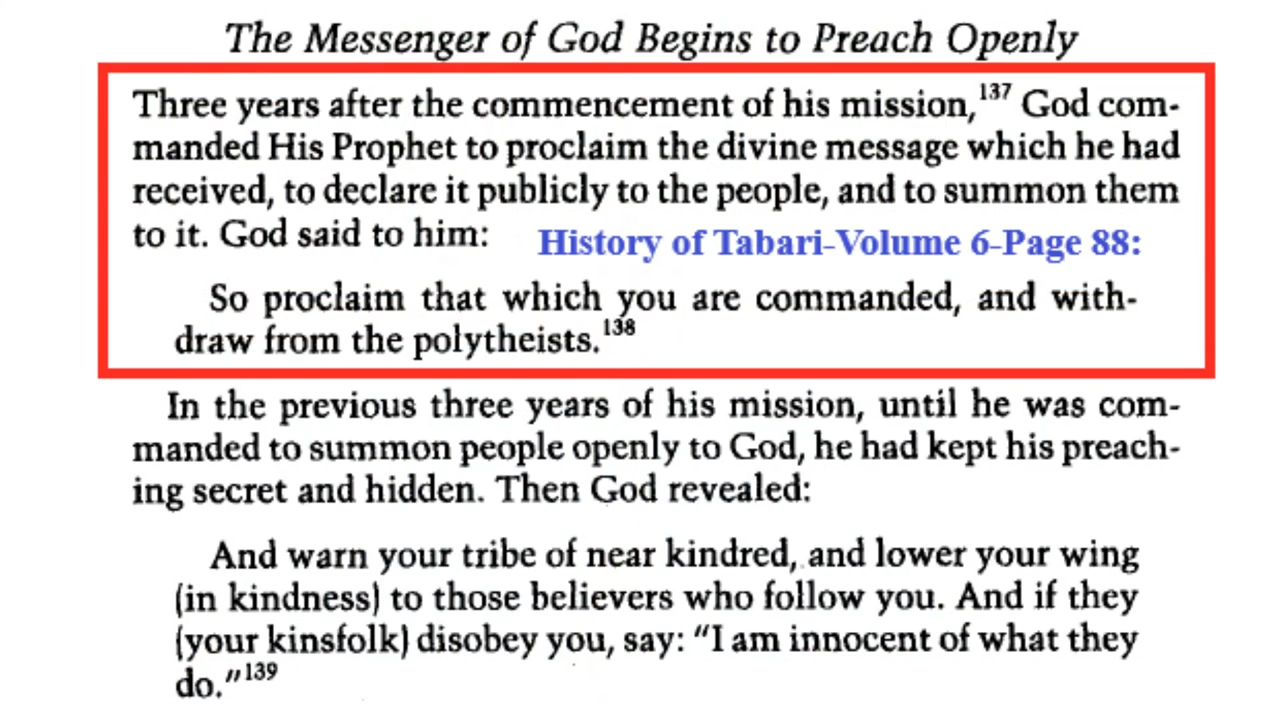 The Messenger of God Begins to Preach Openly
Three years after the commencement of his mission,137 God com-
manded His Prophet to proclaim the divine message which he had
received, to declare it publicly to the people, and to summon them
to it. God said to him:
History of Tabari-Volume 6-Page 88:
So proclaim that which you are commanded, and with-
draw from the polytheists.138
In the previous three years of his mission, until he was com-
manded to summon people openly to God, he had kept his preach-
ing secret and hidden. Then God revealed:
And warn your tribe of near kindred, and lower your wing
(in kindness) to those believers who follow you. And if they
(your kinsfolk) disobey you, say: "I am innocent of what they
do."139